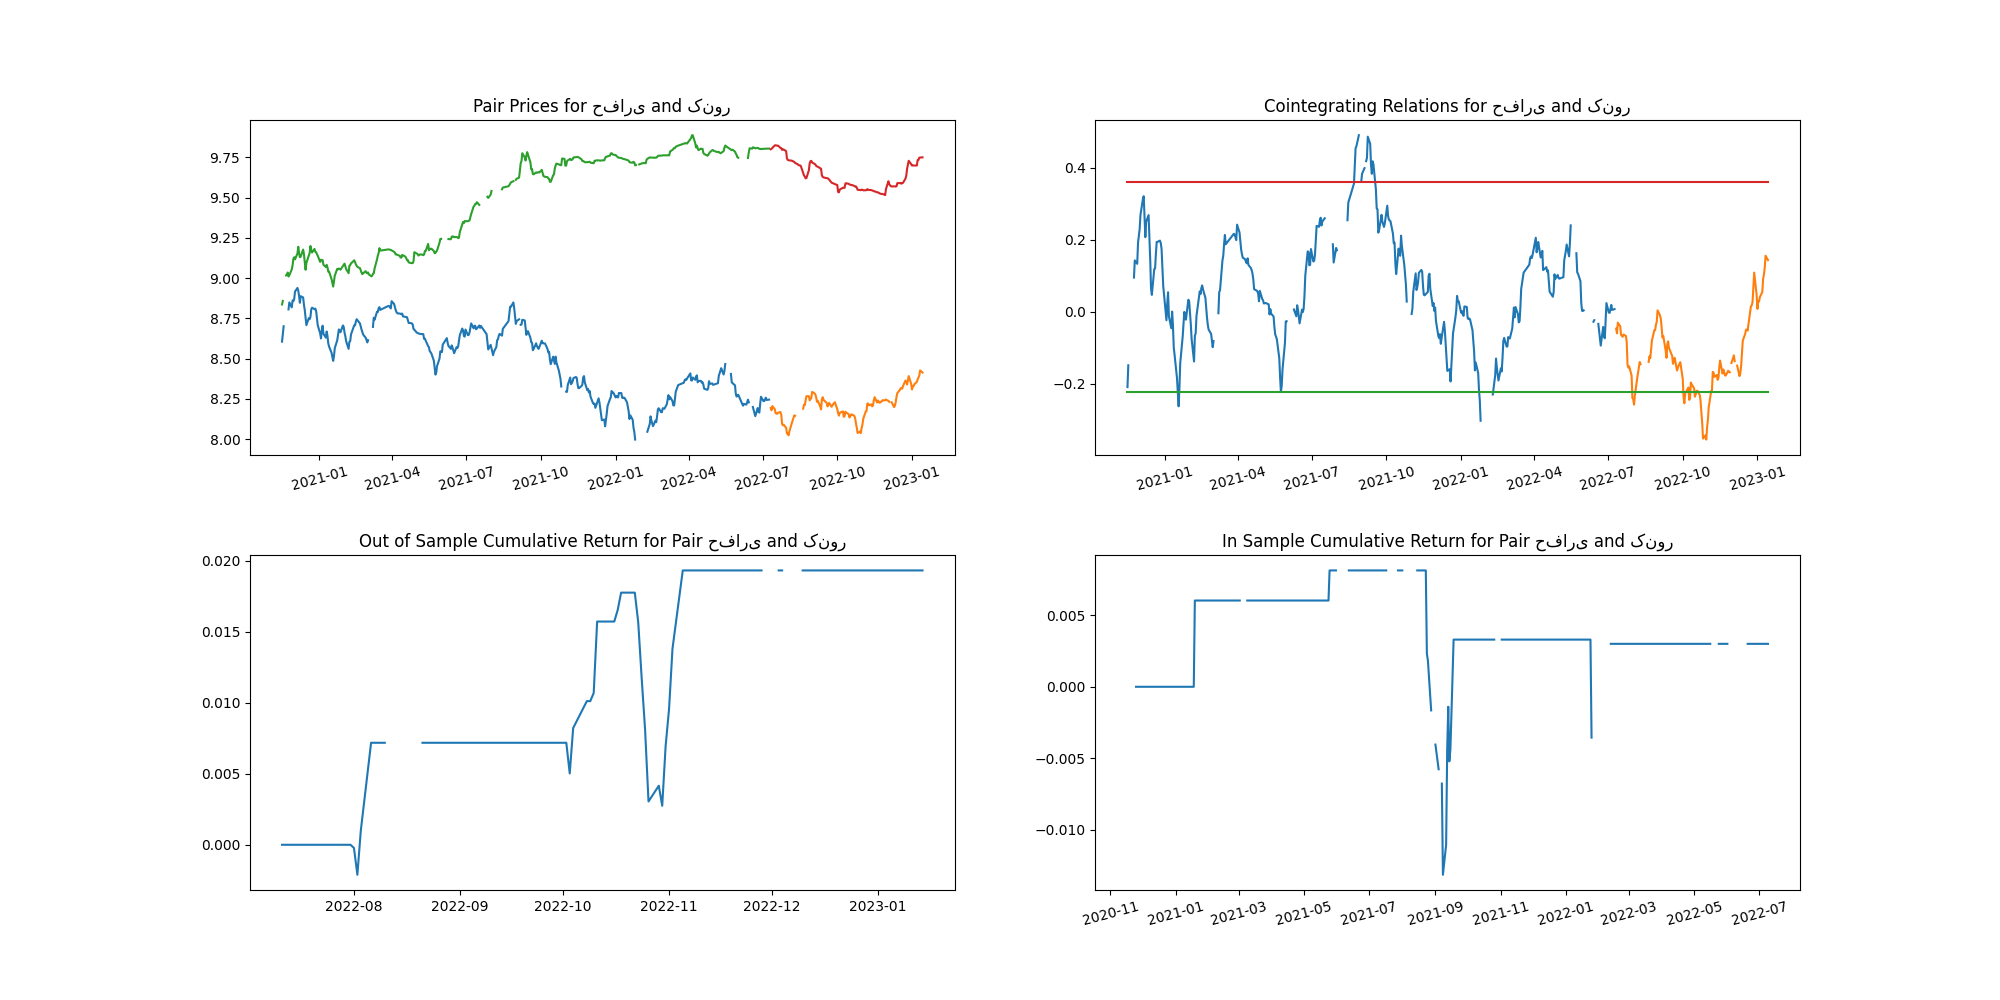 Pair Prices for حفاری and کنور
9.75
9.50
9.25
9.00
8.75
8.50
8.25
8.00
2021-01 2021-04 2021-07 2021-10 2022-01 2022-04 2022-07 2022-10 2023-01
Cointegrating Relations for حفاری and کنور
0.4
0.2
0.0
−0.2
2021-01 2021-04 2021-07 2021-10 2022-01 2022-04 2022-07 2022-10 2023-01
Out of Sample Cumulative Return for Pair حفاری and کنور
0.020
0.015
0.010
0.005
0.000
2022-08 2022-09 2022-10 2022-11 2022-12 2023-01
In Sample Cumulative Return for Pair حفاری and کنور
0.005
0.000
−0.005
−0.010
2020-11 2021-01 2021-03 2021-05 2021-07 2021-09 2021-11 2022-01 2022-03 2022-05 2022-07